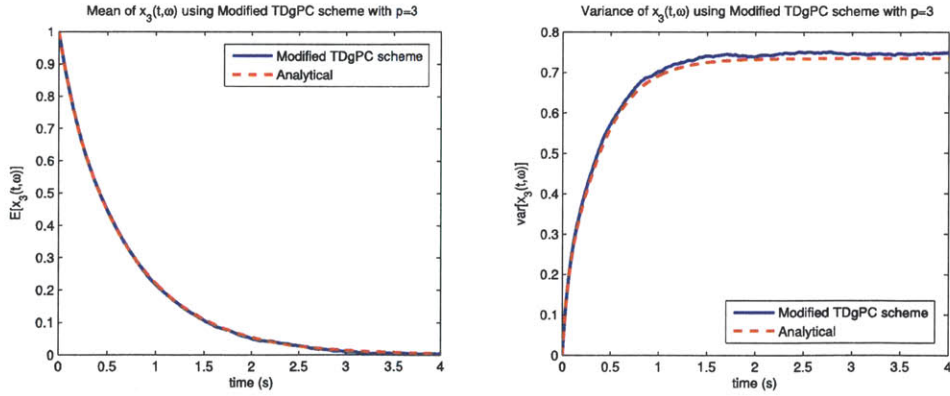 Mean of x_3(t,ω) using Modified TDgPC scheme with p=3
1
0.9
0.8
0.7
0.6
0.5
0.4
0.3
0.2
0.1
0
E[x_3(t,ω)]
Modified TDgPC scheme
Analytical
0 0.5 1 1.5 2 2.5 3 3.5 4
time (s)
Variance of x_3(t,ω) using Modified TDgPC scheme with p=3
0.8
0.7
0.6
0.5
0.4
0.3
0.2
0.1
0
var[x_3(t,ω)]
Modified TDgPC scheme
Analytical
0 0.5 1 1.5 2 2.5 3 3.5 4
time (s)